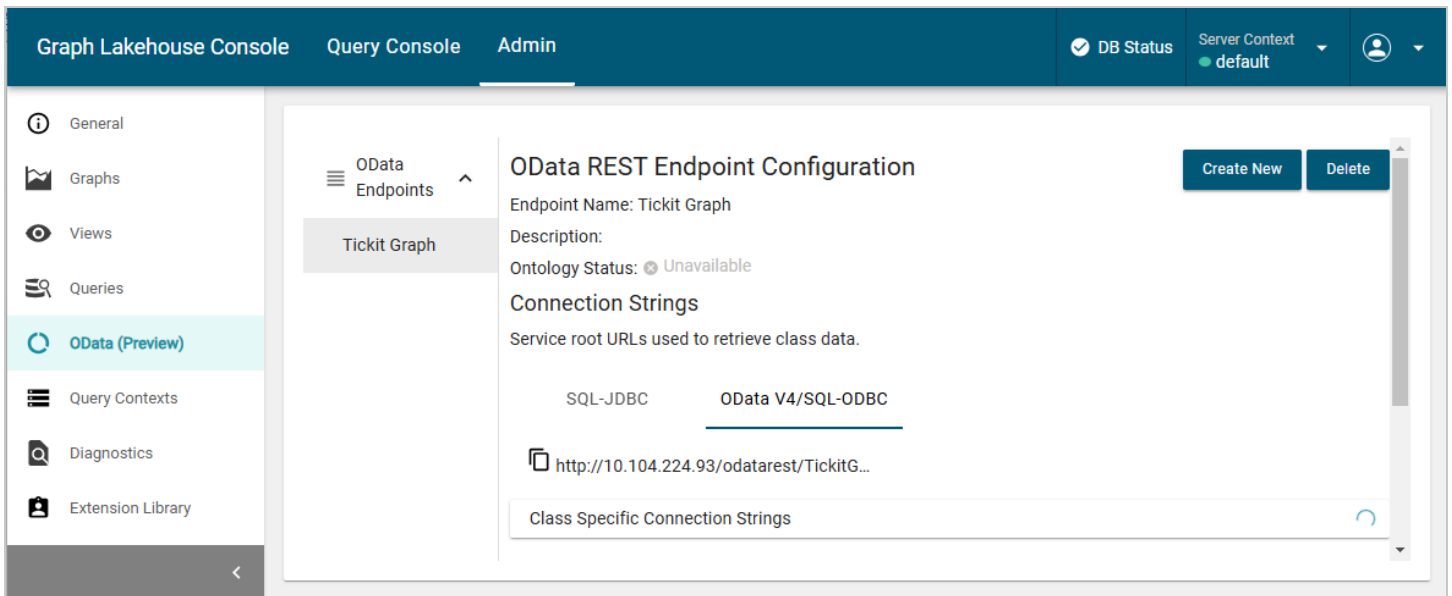 Graph Lakehouse Console
Query Console
Admin
DB Status
Server Context
default
General
Graphs
Views
Queries
OData (Preview)
Query Contexts
Diagnostics
Extension Library
OData
Endpoints
Tickit Graph
OData REST Endpoint Configuration
Create New
Delete
Endpoint Name: Tickit Graph
Description:
Ontology Status: Unavailable
Connection Strings
Service root URLs used to retrieve class data.
SQL-JDBC
OData V4/SQL-ODBC
http://10.104.224.93/odatarest/TickitG...
Class Specific Connection Strings